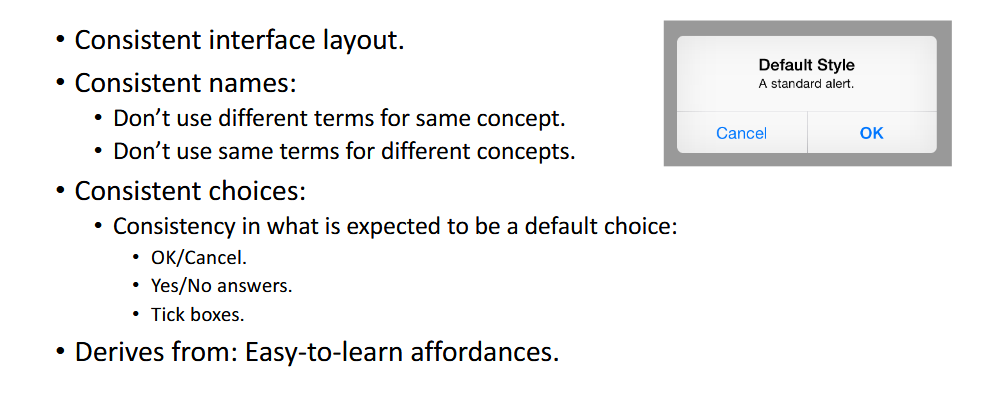 • Consistent interface layout.
• Consistent names:
• Don’t use different terms for same concept.
• Don’t use same terms for different concepts.
• Consistent choices:
• Consistency in what is expected to be a default choice:
• OK/Cancel.
• Yes/No answers.
• Tick boxes.
• Derives from: Easy-to-learn affordances.
Default Style
A standard alert.
Cancel OK